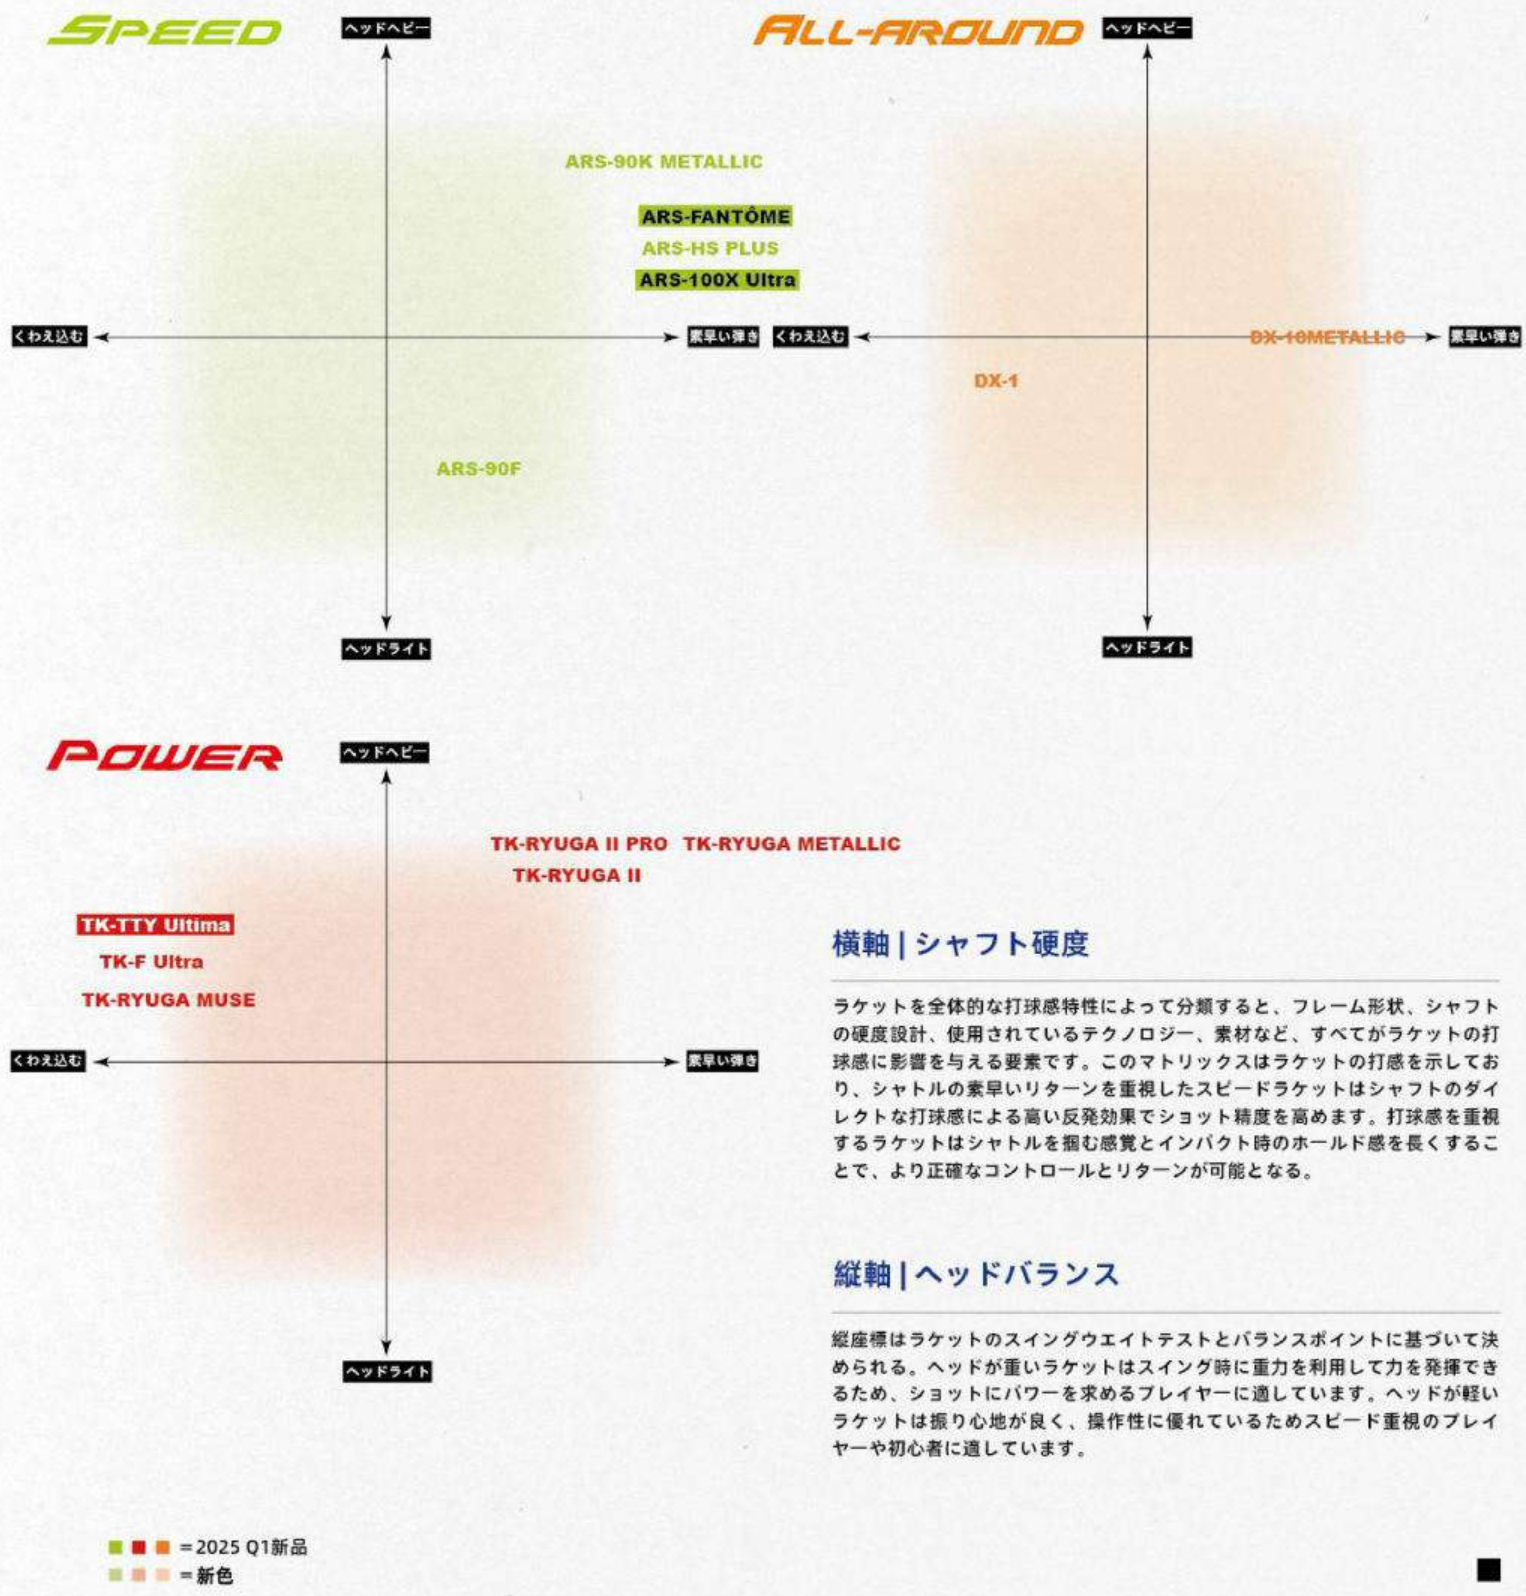 SPEED
ヘッドヘビー
ARS-90K METALLIC
ARS-FANTÔME
ARS-HS PLUS
ARS-100X Ultra
くわえ込む
素早い弾き
ARS-90F
ヘッドライト
ALL-AROUND
ヘッドヘビー
くわえ込む
DX-10METALLIC
素早い弾き
DX-1
ヘッドライト
POWER
ヘッドヘビー
TK-RYUGA II PRO TK-RYUGA METALLIC
TK-RYUGA II
TK-TTY Ultima
TK-F Ultra
TK-RYUGA MUSE
くわえ込む
素早い弾き
ヘッドライト
横軸|シャフト硬度
ラケットを全体的な打球感特性によって分類すると、フレーム形状、シャフト
の硬度設計、使用されているテクノロジー、素材など、すべてがラケットの打
球感に影響を与える要素です。このマトリックスはラケットの打感を示してお
り、シャトルの素早いリターンを重視したスピードラケットはシャフトのダイ
レクトな打球感による高い反発効果でショット精度を高めます。打球感を重視
するラケットはシャトルを掴む感覚とインパクト時のホールド感を長くするこ
とで、より正確なコントロールとリターンが可能となる。
縦軸|ヘッドバランス
縦座標はラケットのスイングウエイトテストとバランスポイントに基づいて決
められる。ヘッドが重いラケットはスイング時に重力を利用して力を発揮でき
るため、ショットにパワーを求めるプレイヤーに適しています。ヘッドが軽い
ラケットは振り心地が良く、操作性に優れているためスピード重視のプレイ
ヤーや初心者に適しています。
=2025 Q1新品
=新色